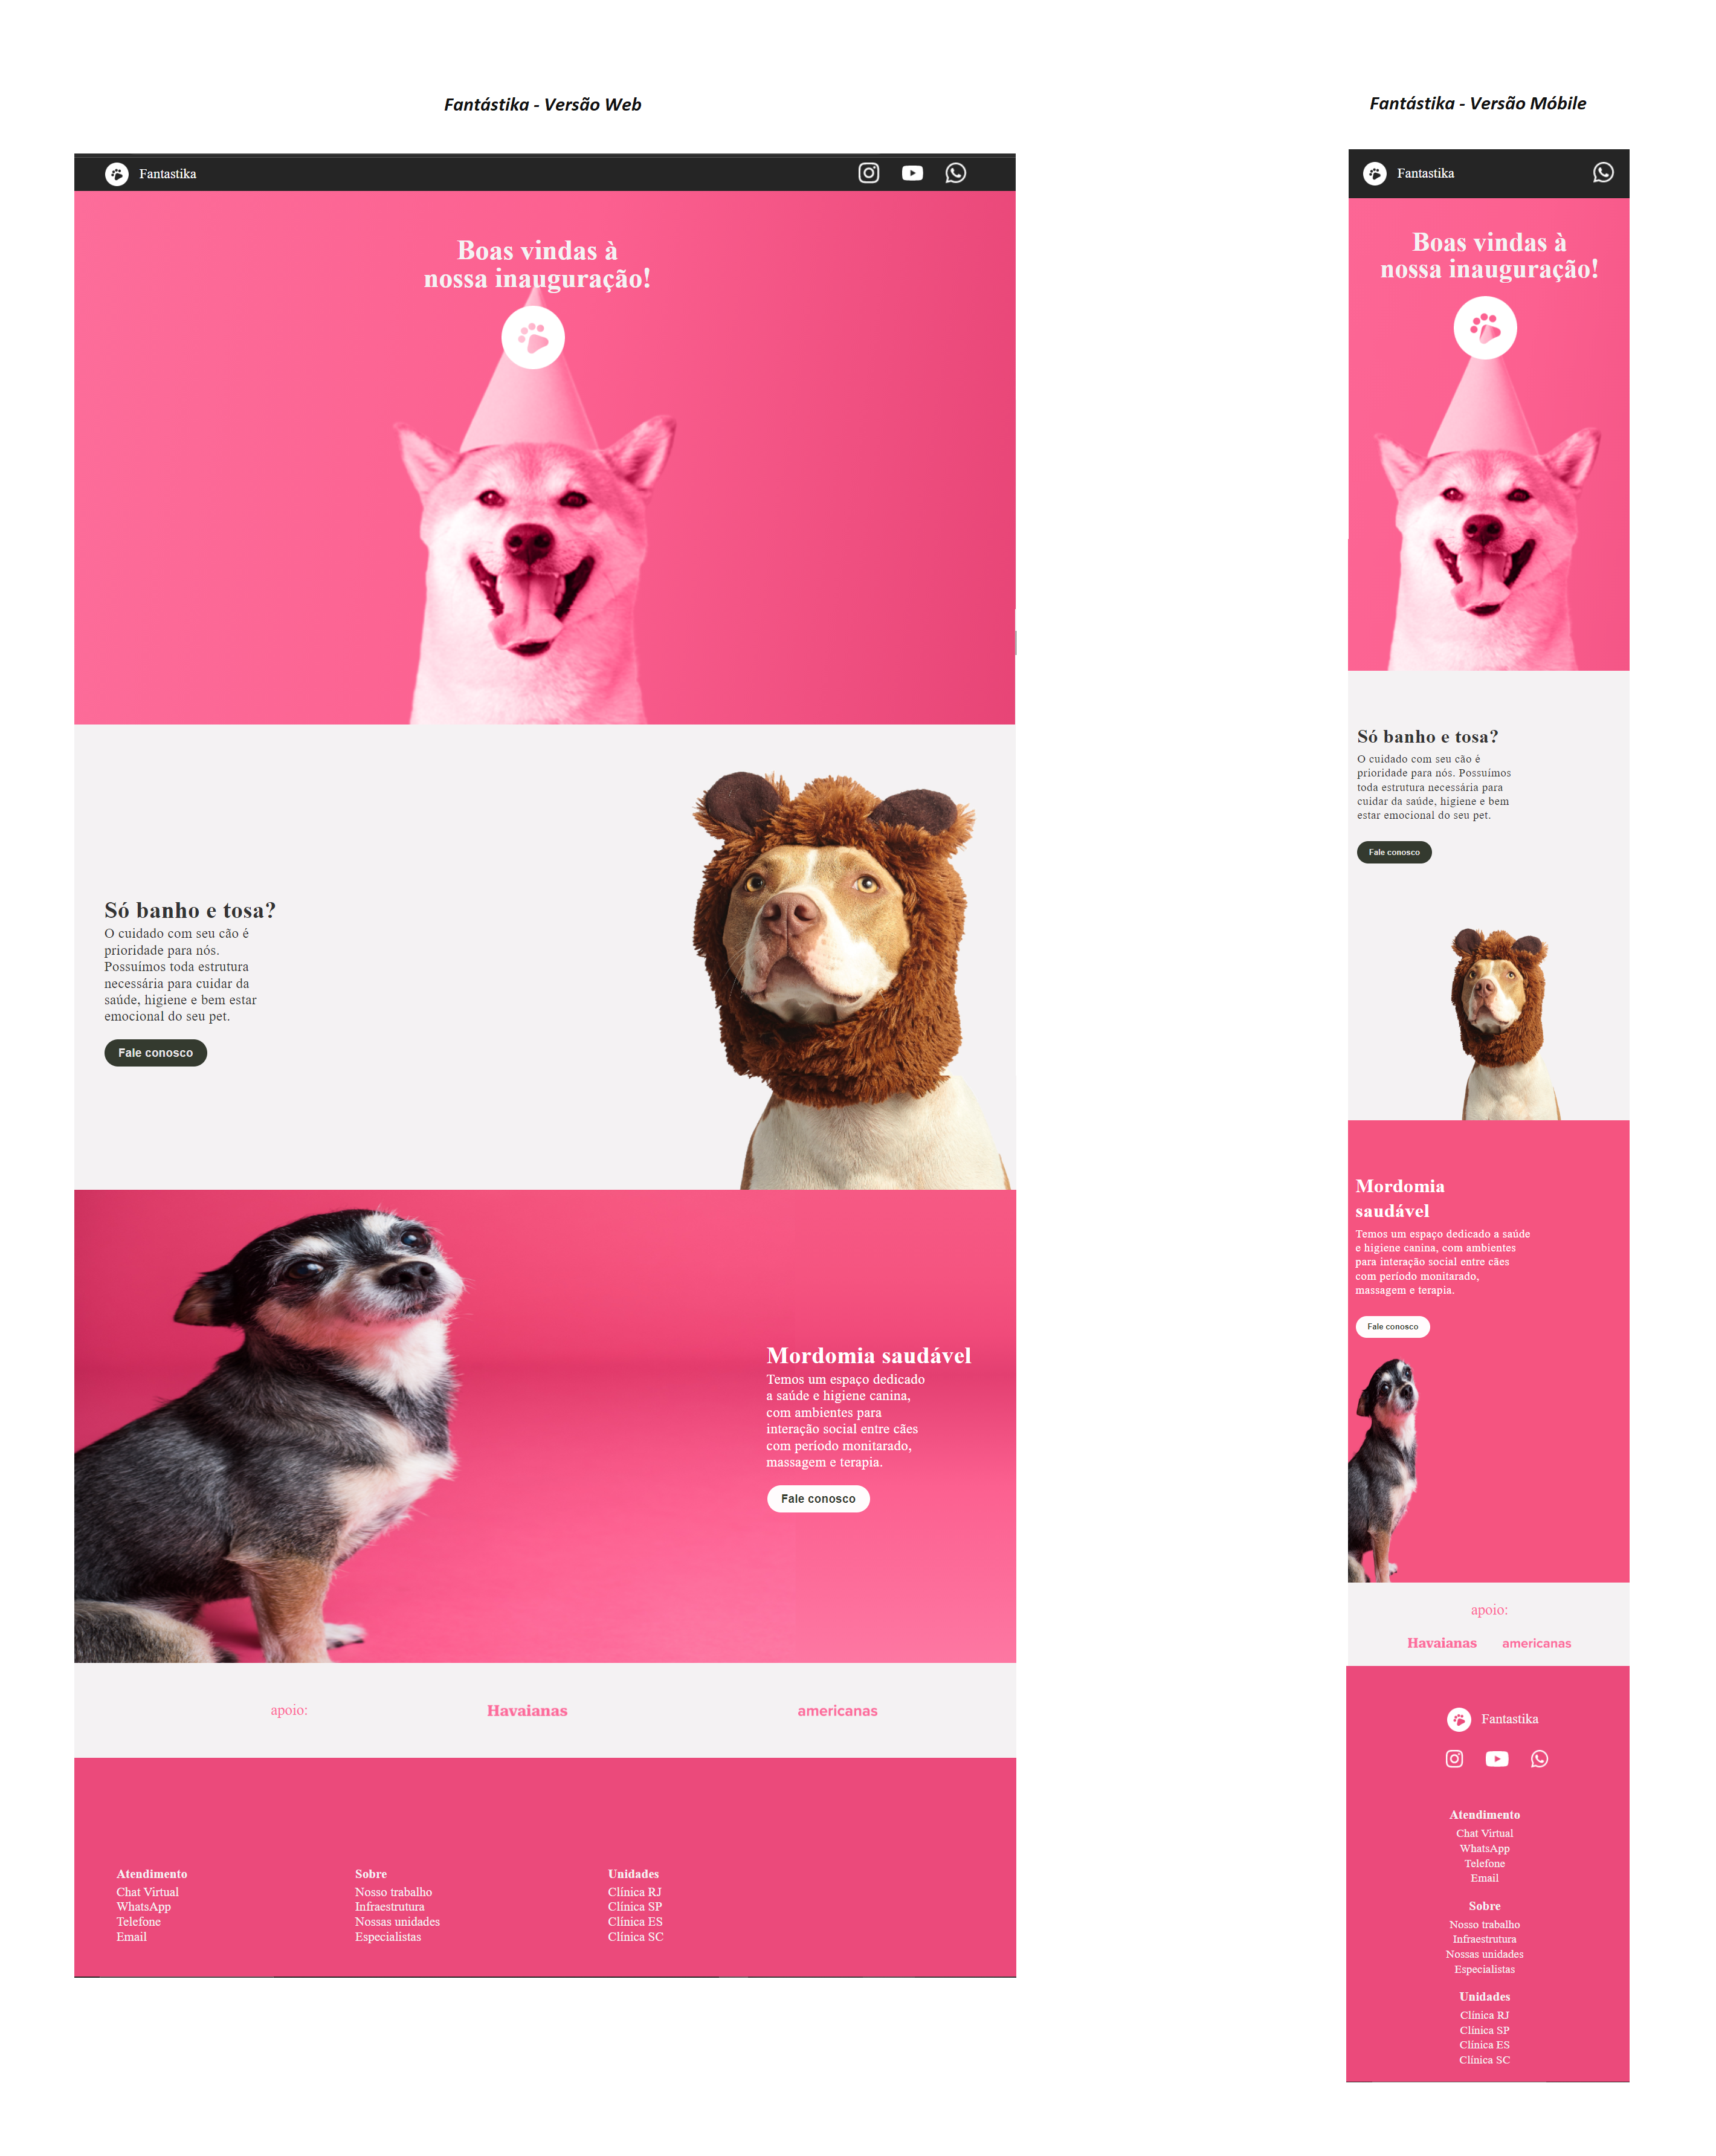 Fantástika - Versão Web
Fantastika
Boas vindas à
nossa inauguração!
Só banho e tosa?
O cuidado com seu cão é
prioridade para nós.
Possuímos toda estrutura
necessária para cuidar da
saúde, higiene e bem estar
emocional do seu pet.
Fale conosco
Mordomia saudável
Temos um espaço dedicado
a saúde e higiene canina,
com ambientes para
interação social entre cães
com período monitarado,
massagem e terapia.
Fale conosco
apoio:
Havaianas
americanas
Atendimento
Chat Virtual
WhatsApp
Telefone
Email
Sobre
Nosso trabalho
Infraestrutura
Nossas unidades
Especialistas
Unidades
Clínica RJ
Clínica SP
Clínica ES
Clínica SC
Fantástika - Versão Móbile
Fantastika
Boas vindas à
nossa inauguração!
Só banho e tosa?
O cuidado com seu cão é
prioridade para nós. Possuímos
toda estrutura necessária para
cuidar da saúde, higiene e bem
estar emocional do seu pet.
Fale conosco
Mordomia
saudável
Temos um espaço dedicado a saúde
e higiene canina, com ambientes
para interação social entre cães
com período monitarado,
massagem e terapia.
Fale conosco
apoio:
Havaianas
americanas
Fantastika
Atendimento
Chat Virtual
WhatsApp
Telefone
Email
Sobre
Nosso trabalho
Infraestrutura
Nossas unidades
Especialistas
Unidades
Clínica RJ
Clínica SP
Clínica ES
Clínica SC